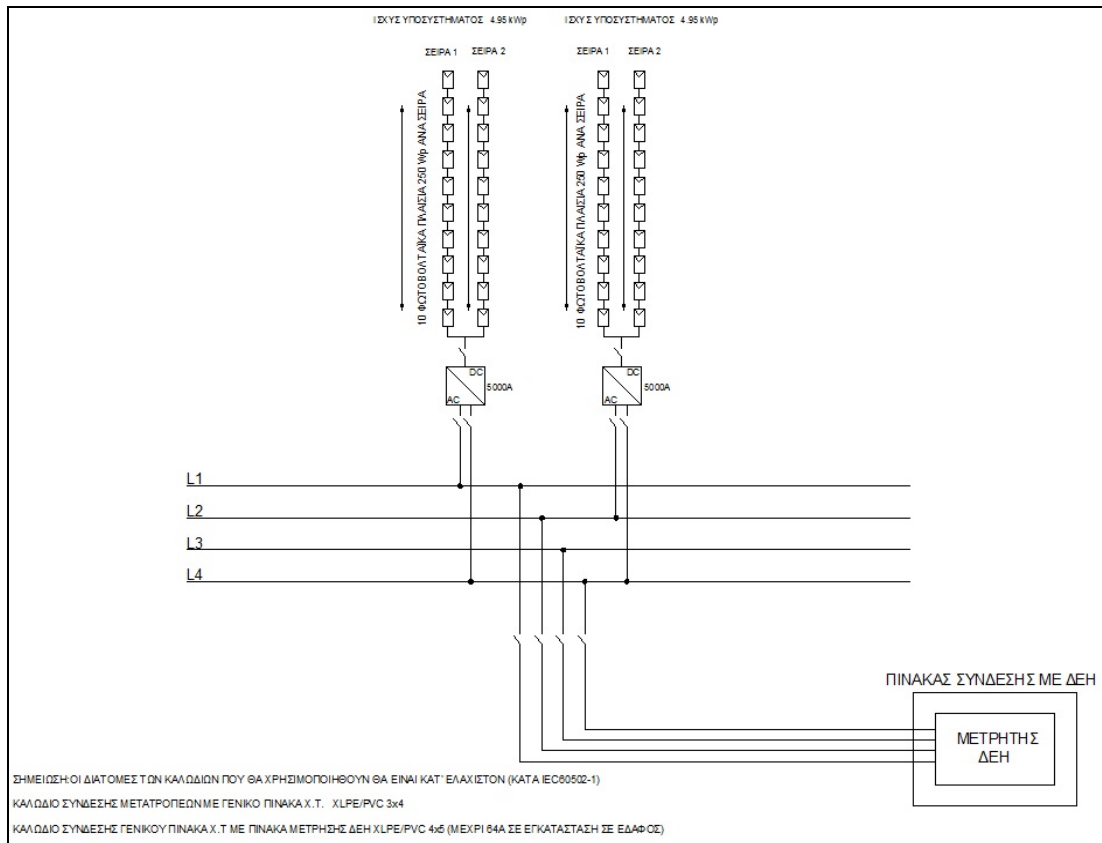 ΙΣΧΥΣ ΥΠΟΣΥΣΤΗΜΑΤΟΣ 4.95 kWp
ΙΣΧΥΣ ΥΠΟΣΥΣΤΗΜΑΤΟΣ 4.95 kWp
ΣΕΙΡΑ 1 ΣΕΙΡΑ 2
ΣΕΙΡΑ 1 ΣΕΙΡΑ 2
10 ΦΩΤΟΒΟΛΤΑΪΚΑ ΠΛΑΙΣΙΑ 250 Wp ΑΝΑ ΣΕΙΡΑ
10 ΦΩΤΟΒΟΛΤΑΪΚΑ ΠΛΑΙΣΙΑ 250 Wp ΑΝΑ ΣΕΙΡΑ
DC
AC
5000A
DC
AC
5000A
L1
L2
L3
L4
ΠΙΝΑΚΑΣ ΣΥΝΔΕΣΗΣ ΜΕ ΔΕΗ
ΜΕΤΡΗΤΗΣ
ΔΕΗ
ΣΗΜΕΙΩΣΗ:ΟΙ ΔΙΑΤΟΜΕΣ ΤΩΝ ΚΑΛΩΔΙΩΝ ΠΟΥ ΘΑ ΧΡΗΣΙΜΟΠΟΙΗΘΟΥΝ ΘΑ ΕΙΝΑΙ ΚΑΤ' ΕΛΑΧΙΣΤΟΝ (ΚΑΤΑ IEC60502-1)
ΚΑΛΩΔΙΟ ΣΥΝΔΕΣΗΣ ΜΕΤΑΤΡΟΠΕΩΝ ΜΕ ΓΕΝΙΚΟ ΠΙΝΑΚΑ Χ.Τ. XLPE/PVC 3x4
ΚΑΛΩΔΙΟ ΣΥΝΔΕΣΗΣ ΓΕΝΙΚΟΥ ΠΙΝΑΚΑ Χ.Τ ΜΕ ΠΙΝΑΚΑ ΜΕΤΡΗΣΗΣ ΔΕΗ XLPE/PVC 4x6 (ΜΕΧΡΙ 64Α ΣΕ ΕΓΚΑΤΑΣΤΑΣΗ ΣΕ ΕΔΑΦΟΣ)